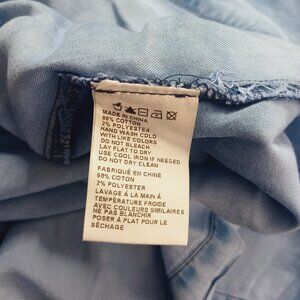 MADE IN CHINA
98% COTTON
2% POLYESTER
HAND WASH COLD
WITH LIKE COLORS
DO NOT BLEACH
LAY FLAT TO DRY
USE COOL IRON IF NEEDED
DO NOT DRY CLEAN
FABRIQUÉ EN CHINE
98% COTON
2% POLYESTER
LAVAGE À LA MAIN À
TEMPÉRATURE FROIDE
AVEC COULEURS SIMILAIRES
NE PAS BLANCHIR
POSER À PLAT POUR LE
SÉCHAGE